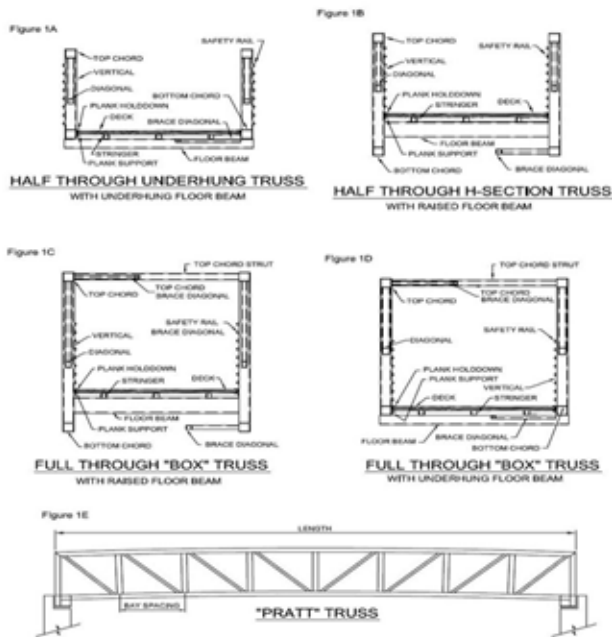 Figure 1A
TOP CHORD
VERTICAL
DIAGONAL
PLANK HOLDDOWN
DECK
STRINGER
PLANK SUPPORT
SAFETY RAIL
BOTTOM CHORD
BRACE DIAGONAL
FLOOR BEAM
HALF THROUGH UNDERHUNG TRUSS
WITH UNDERHUNG FLOOR BEAM
Figure 1B
TOP CHORD
SAFETY RAIL
VERTICAL
DIAGONAL
PLANK HOLDDOWN
STRINGER
DECK
FLOOR BEAM
PLANK SUPPORT
BOTTOM CHORD
BRACE DIAGONAL
HALF THROUGH H-SECTION TRUSS
WITH RAISED FLOOR BEAM
Figure 1C
TOP CHORD STRUT
TOP CHORD
TOP CHORD
BRACE DIAGONAL
VERTICAL
SAFETY RAIL
BRACE DIAGONAL
DIAGONAL
PLANK HOLDDOWN
STRINGER
DECK
FLOOR BEAM
PLANK SUPPORT
BOTTOM CHORD
BRACE DIAGONAL
FULL THROUGH "BOX" TRUSS
WITH RAISED FLOOR BEAM
Figure 1D
TOP CHORD STRUT
TOP CHORD
TOP CHORD
BRACE DIAGONAL
SAFETY RAIL
DIAGONAL
PLANK HOLDDOWN
PLANK SUPPORT
VERTICAL
DECK
STRINGER
FLOOR BEAM
BRACE DIAGONAL
BOTTOM CHORD
FULL THROUGH "BOX" TRUSS
WITH UNDERHUNG FLOOR BEAM
Figure 1E
LENGTH
BAY SPACING
"PRATT" TRUSS